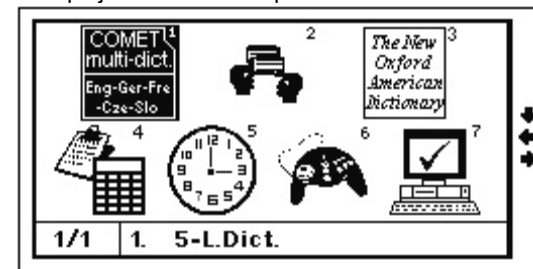 COMET 1
multi-dict.
Eng-Ger-Fre
-Cze-Slo
2
The New 3
Oxford
American
Dictionary
4
5
11 12 1
10 2
9 3
8 4
7 6 5
6
7
1/1 1. 5-L.Dict.